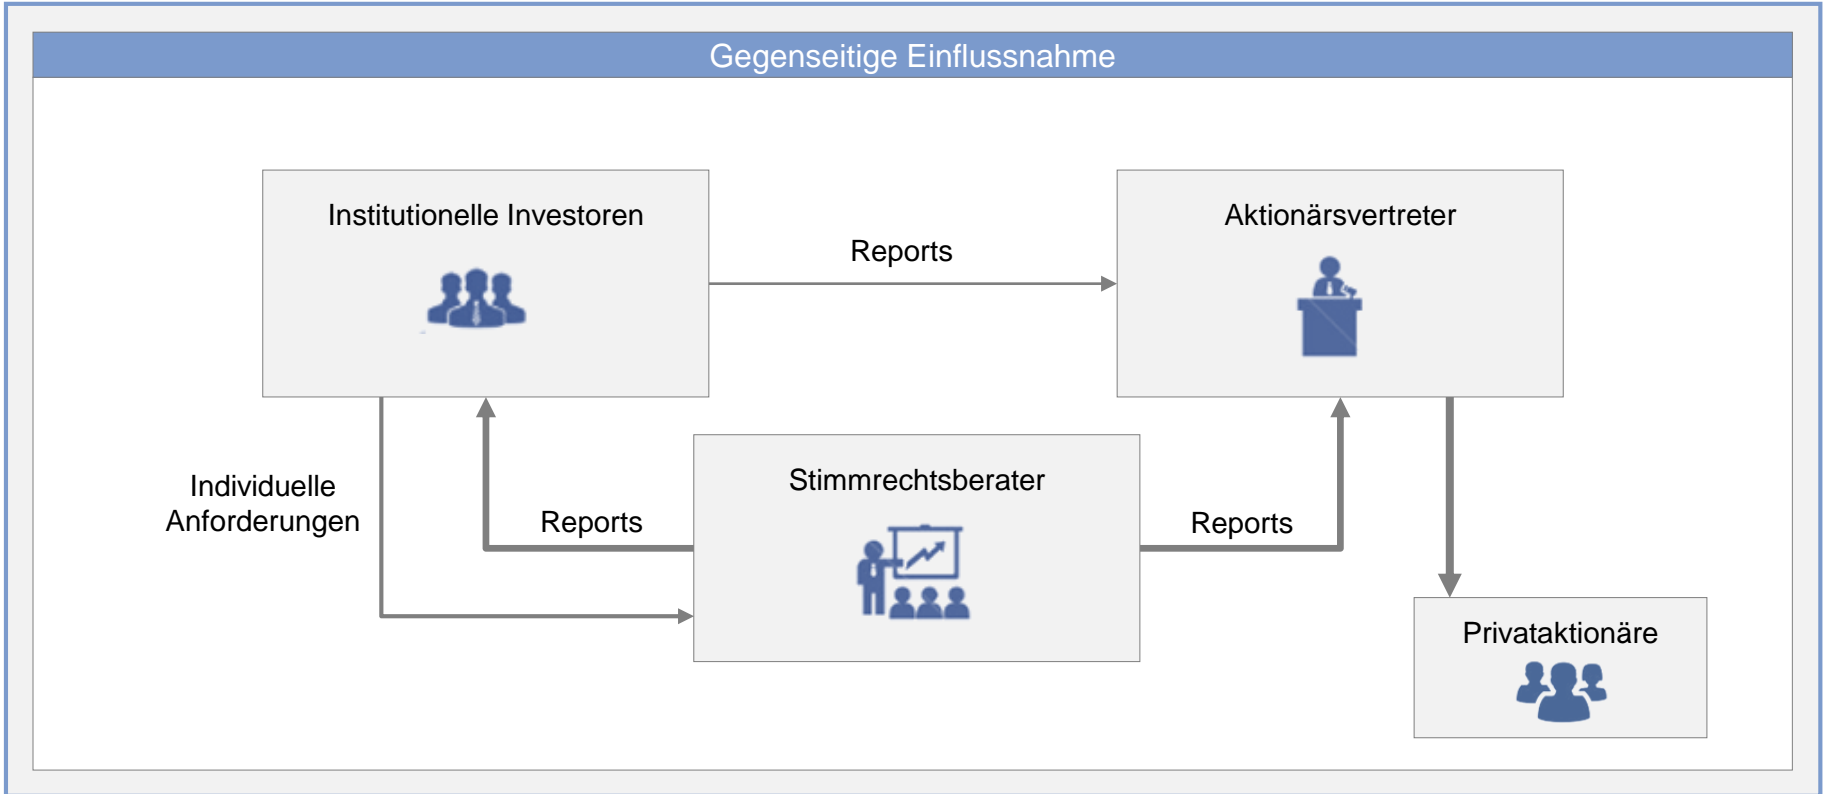 Gegenseitige Einflussnahme
Institutionelle Investoren
Reports
Aktionärsvertreter
Individuelle
Anforderungen
Reports
Stimmrechtsberater
Reports
Privataktionäre